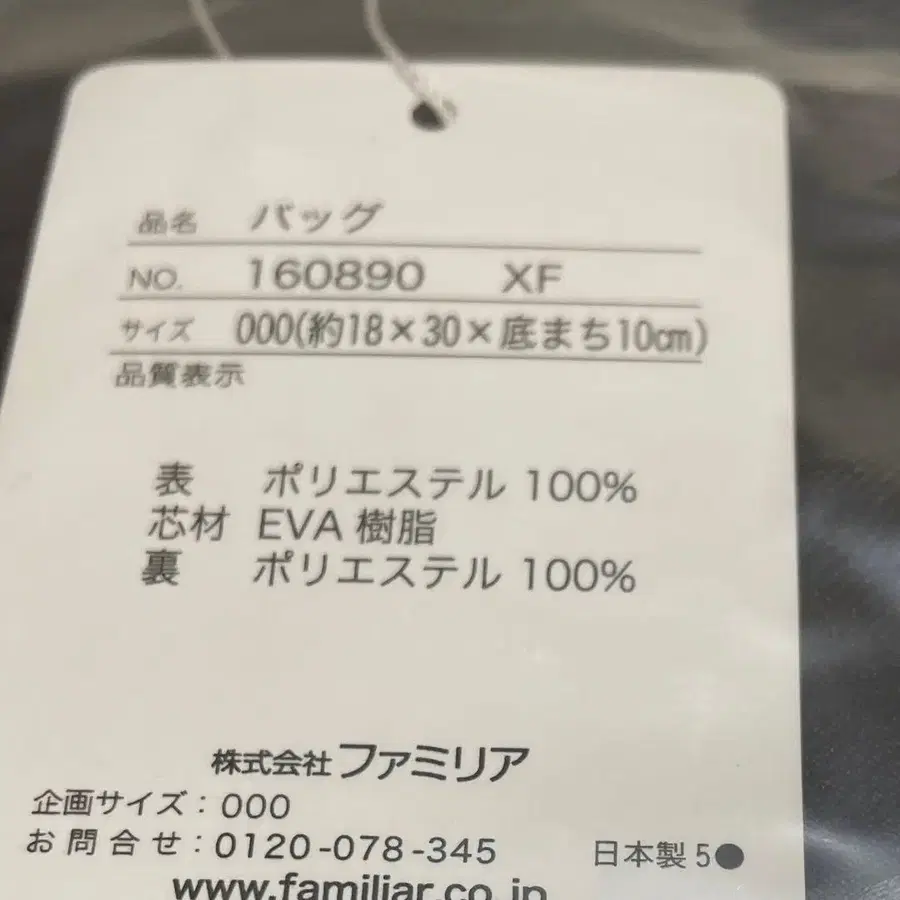 品名 バッグ
NO. 160890 XF
サイズ 000(約18×30×底まち10cm)
品質表示
表 ポリエステル 100%
芯材 EVA 樹脂
裏 ポリエステル 100%
株式会社ファミリア
企画サイズ：000
お問合せ：0120-078-345 日本製 5●
www.familiar.co.jp